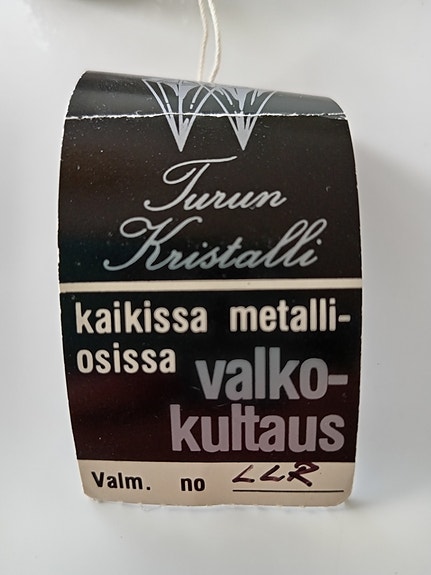 Turun
Kristalli
kaikissa metalli-
osissa
valko-
kultaus
Valm. no LLR